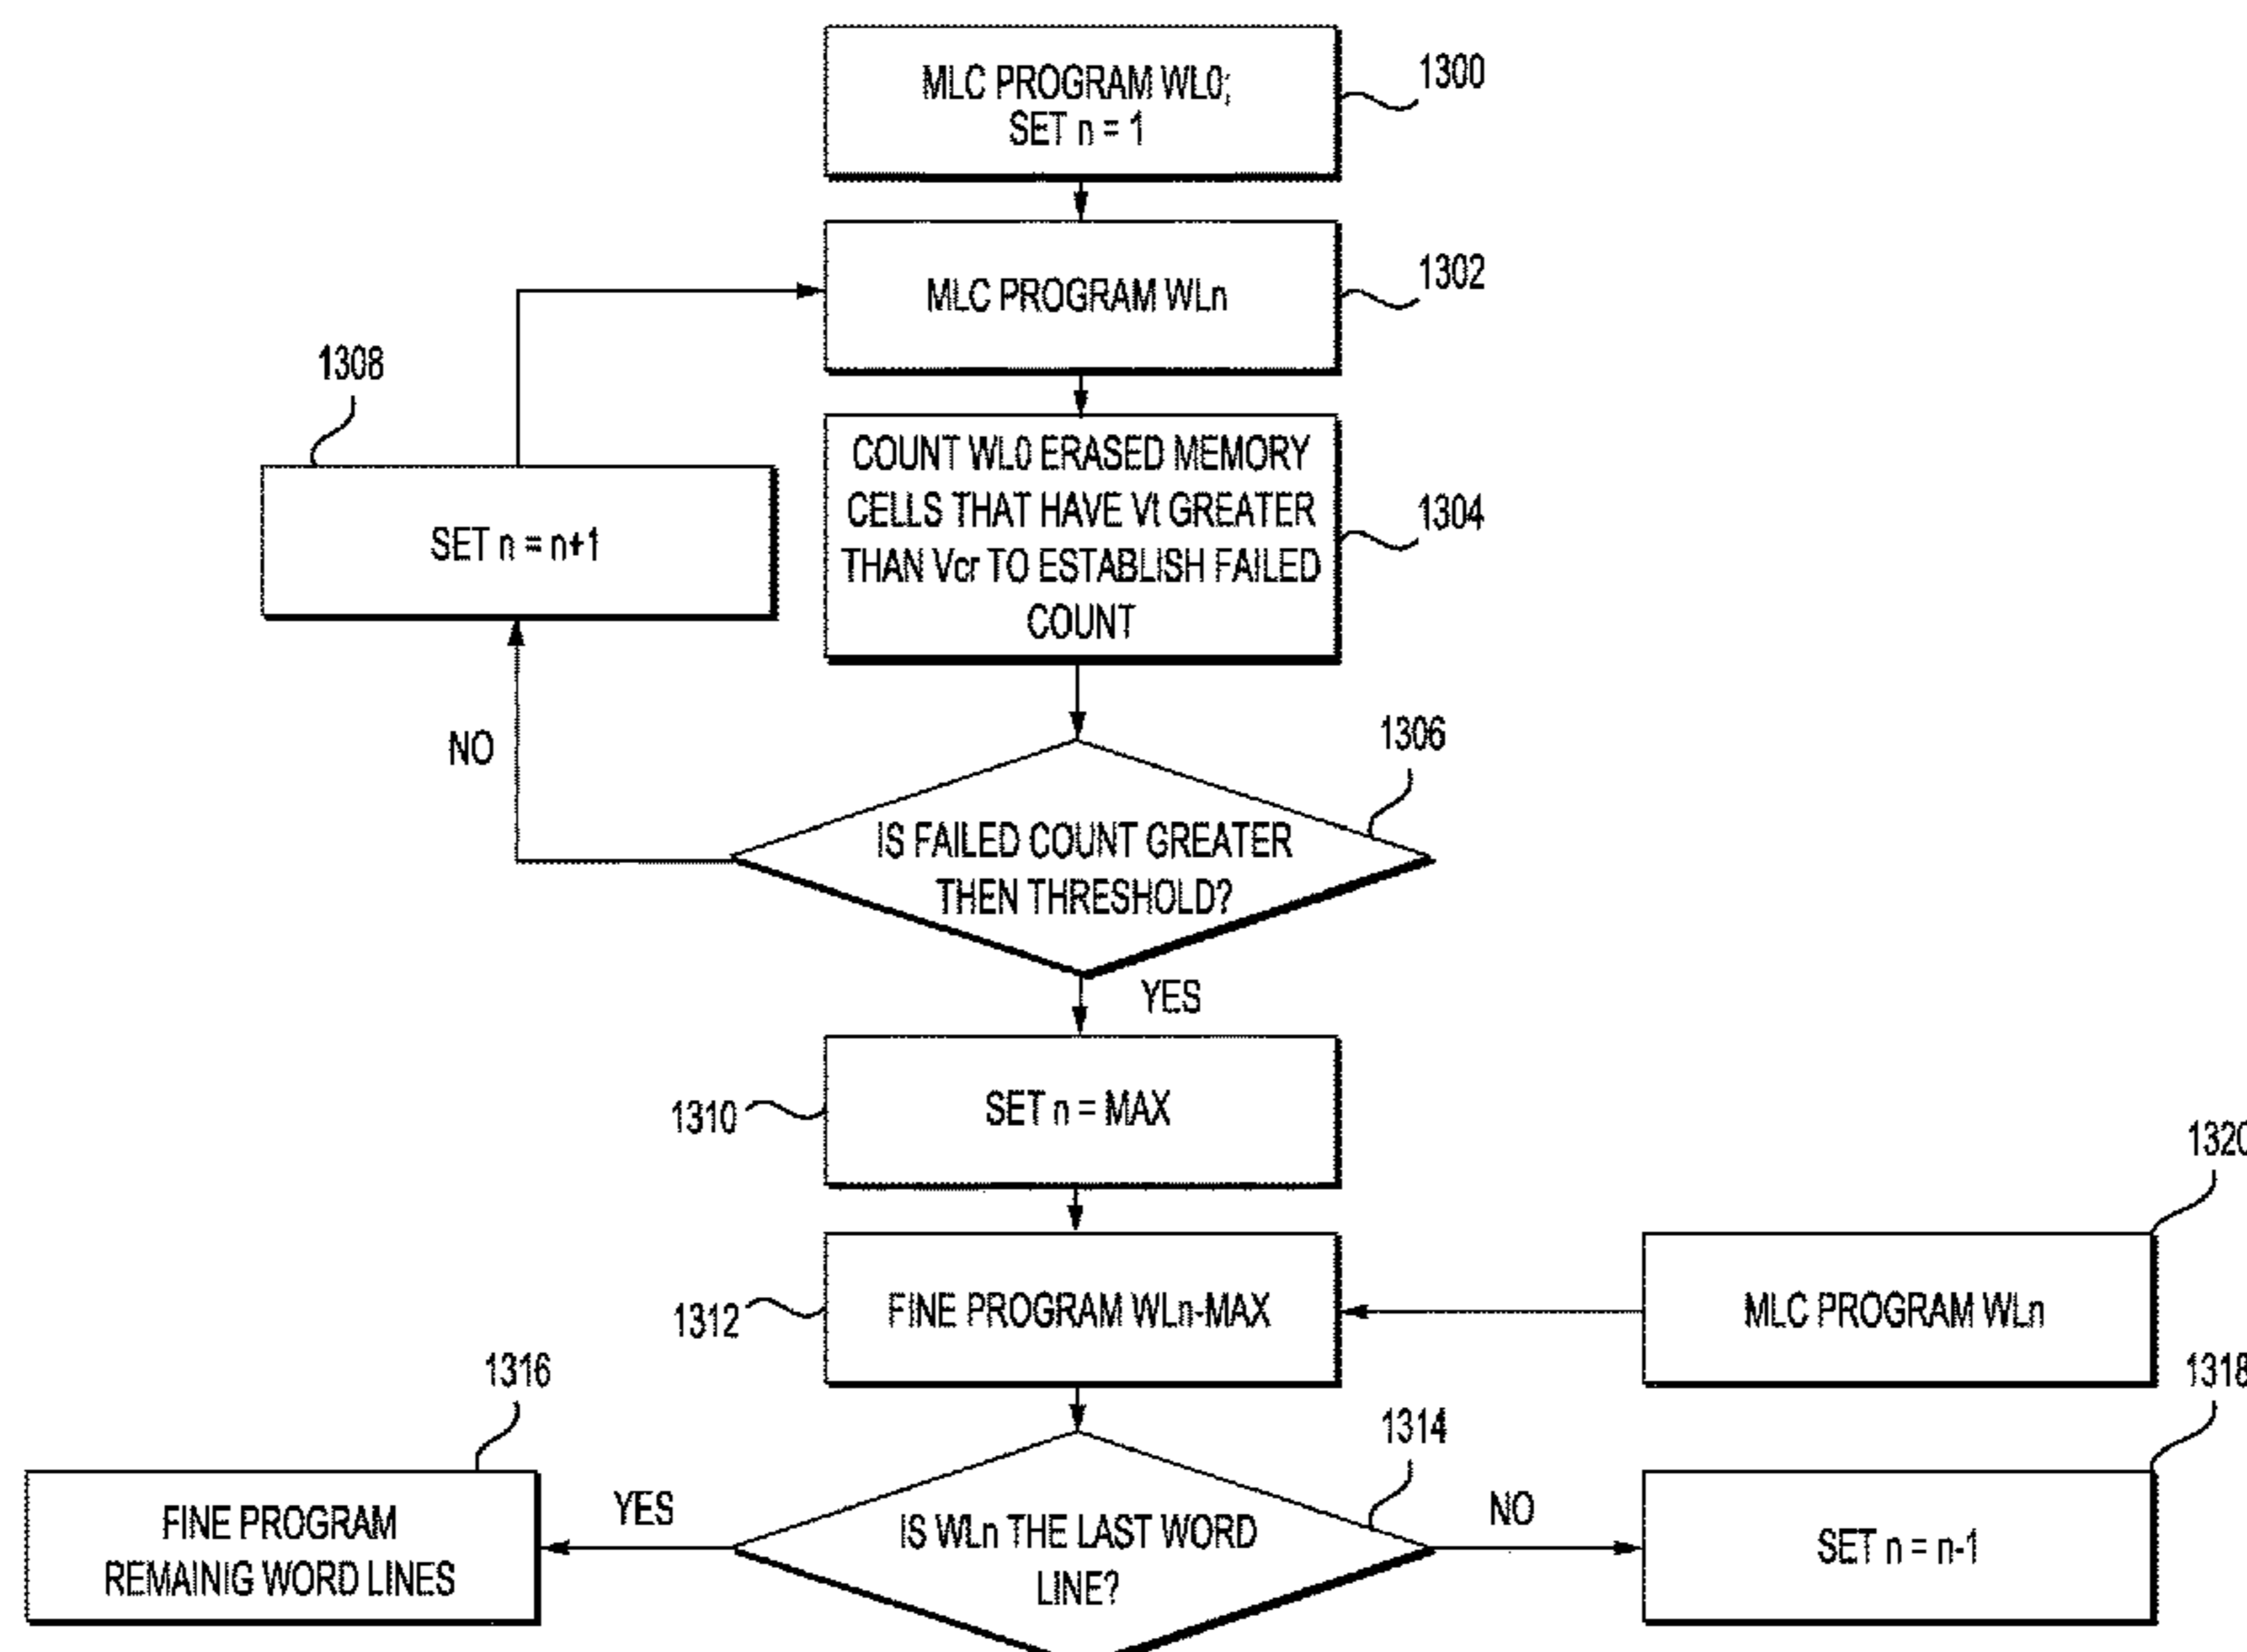 MLC PROGRAM WL0;
SET n = 1
1300
MLC PROGRAM WLn
1302
1308
SET n = n+1
COUNT WL0 ERASED MEMORY
CELLS THAT HAVE Vt GREATER
THAN Vcr TO ESTABLISH FAILED
COUNT
1304
NO
1306
IS FAILED COUNT GREATER
THEN THRESHOLD?
YES
1310
SET n = MAX
1320
1312
FINE PROGRAM WLn-MAX
MLC PROGRAM WLn
1316
1314
1318
FINE PROGRAM
REMAINIG WORD LINES
YES
IS WLn THE LAST WORD
LINE?
NO
SET n = n-1